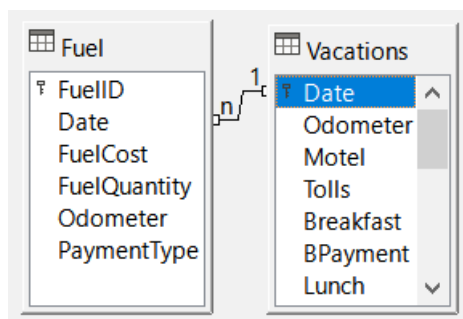 Fuel
FuelID
Date
FuelCost
FuelQuantity
Odometer
PaymentType
n
1
Vacations
Date
Odometer
Motel
Tolls
Breakfast
BPayment
Lunch